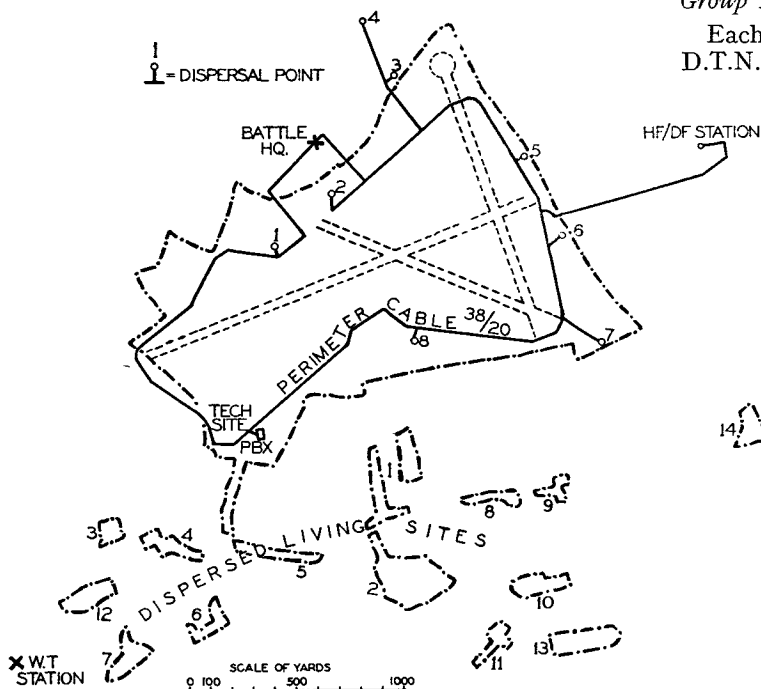 Group
Each
D.T.N.
4
3
1
= DISPERSAL POINT
BATTLE
HQ.
HF/DF STATION
5
2
6
1
PERIMETER CABLE 38/20
8
7
TECH
SITE
PBX
14
1
8
9
3
4
DISPERSED LIVING SITES
5
2
12
6
10
7
11
13
W.T
STATION
SCALE OF YARDS
0 100 500 1000